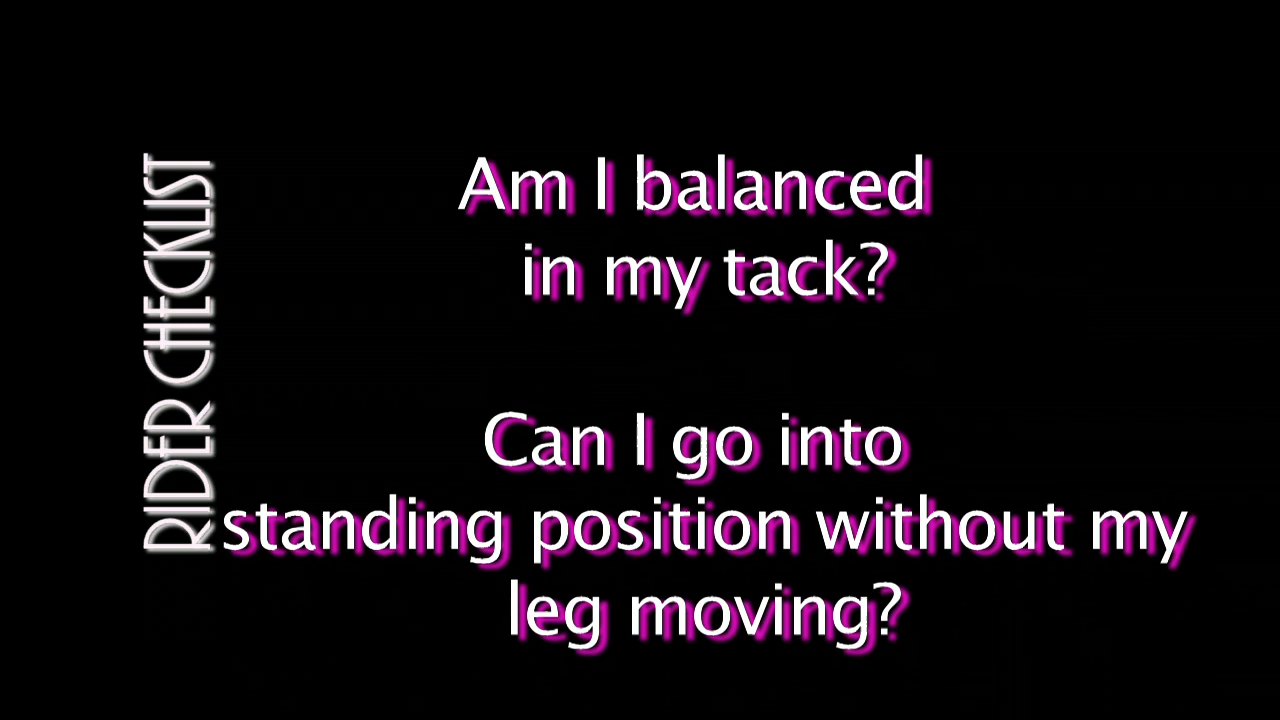 RIDER CHECKLIST
Am I balanced
in my tack?
Can I go into
standing position without my
leg moving?